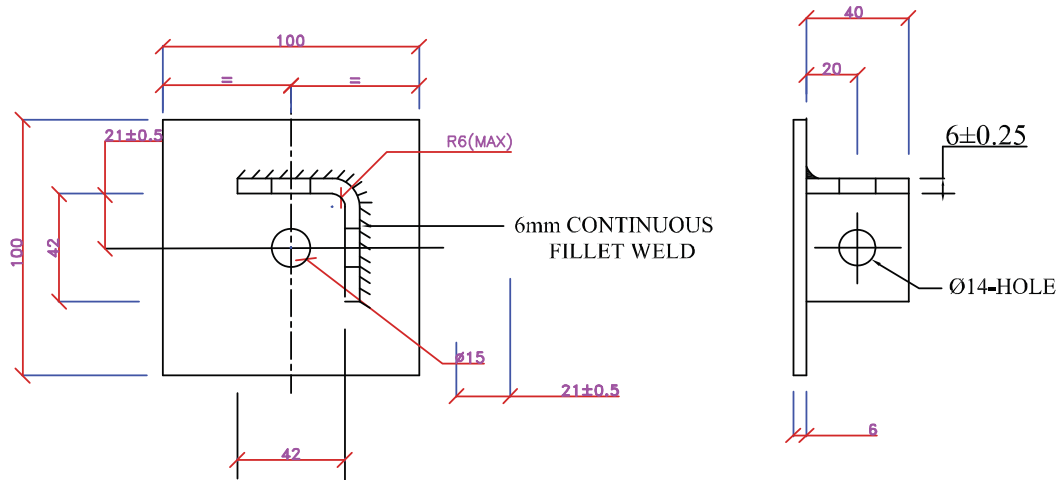 100
=
=
21±0.5
R6(MAX)
6mm CONTINUOUS
FILLET WELD
100
42
ø15
21±0.5
42
40
20
6±0.25
Ø14-HOLE
6